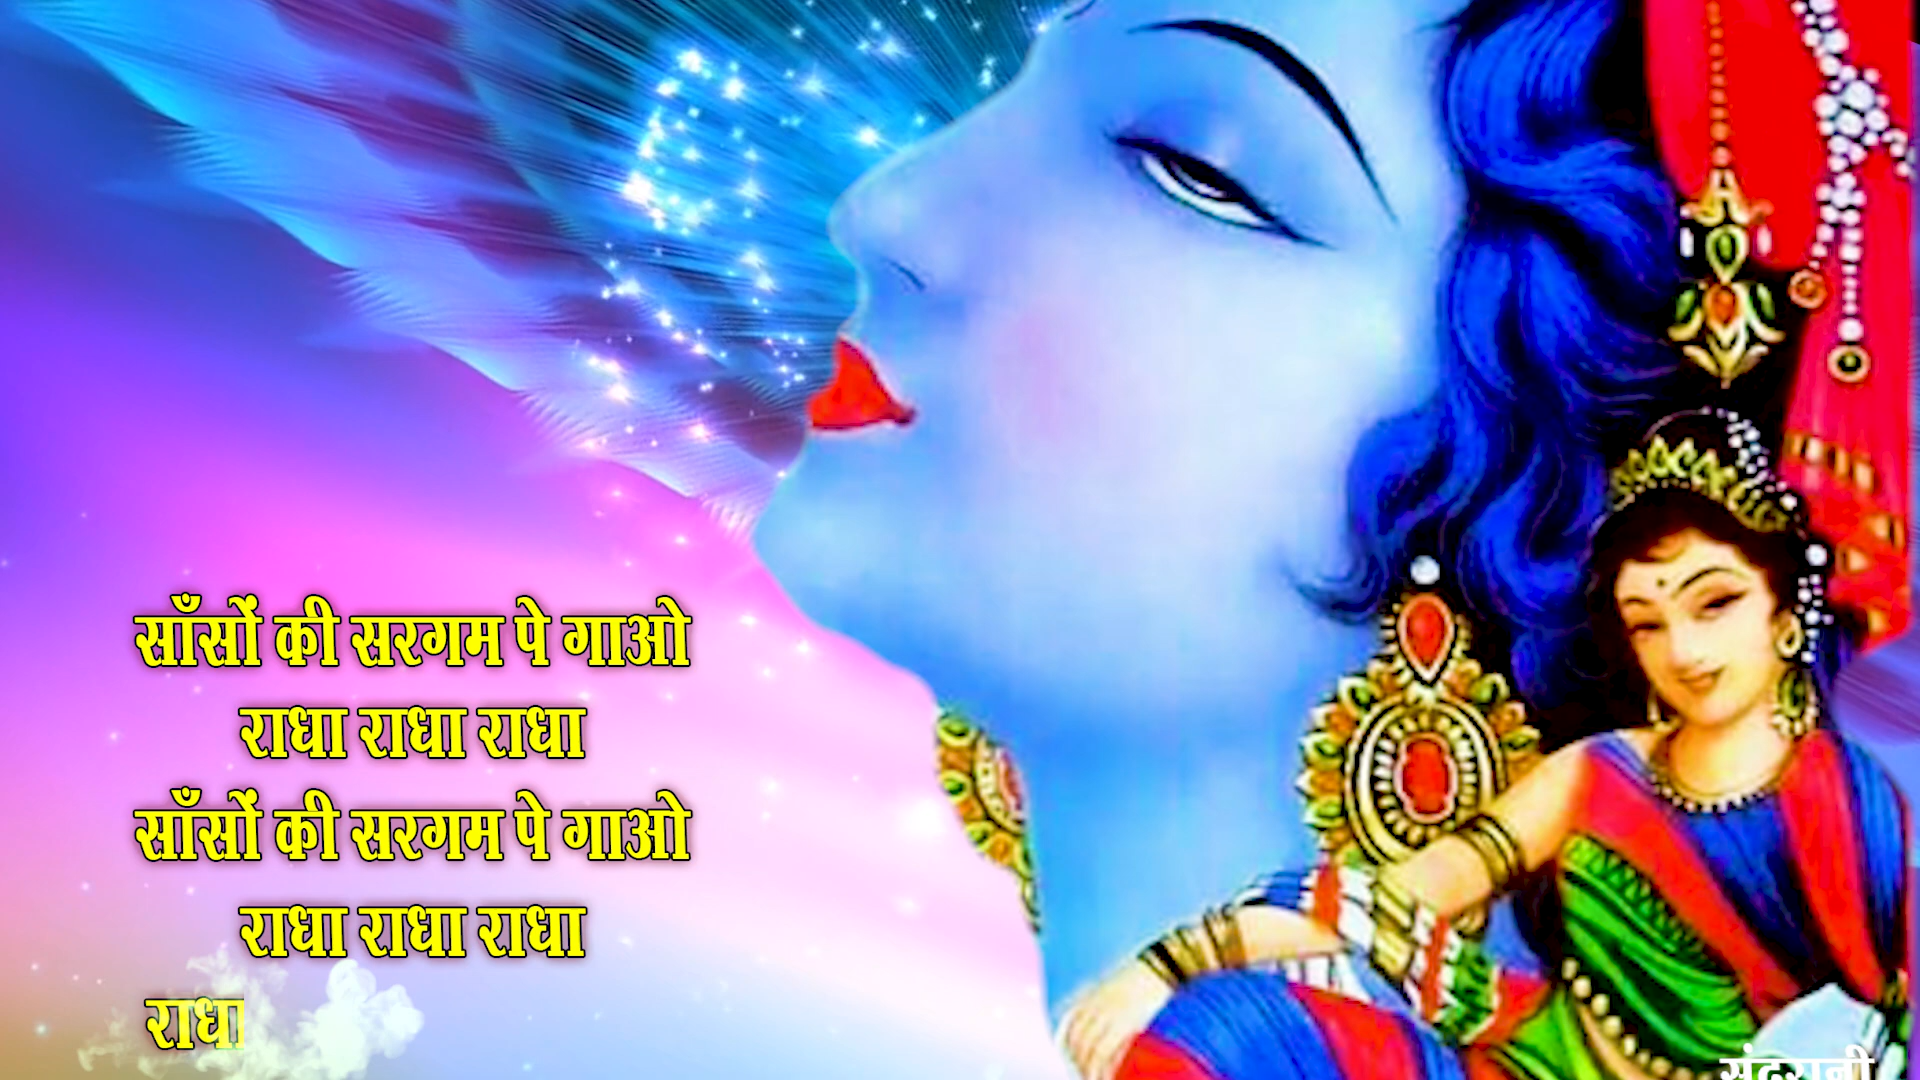 साँसों की सरगम पे गाओ
राधा राधा राधा
साँसों की सरगम पे गाओ
राधा राधा राधा
राधा